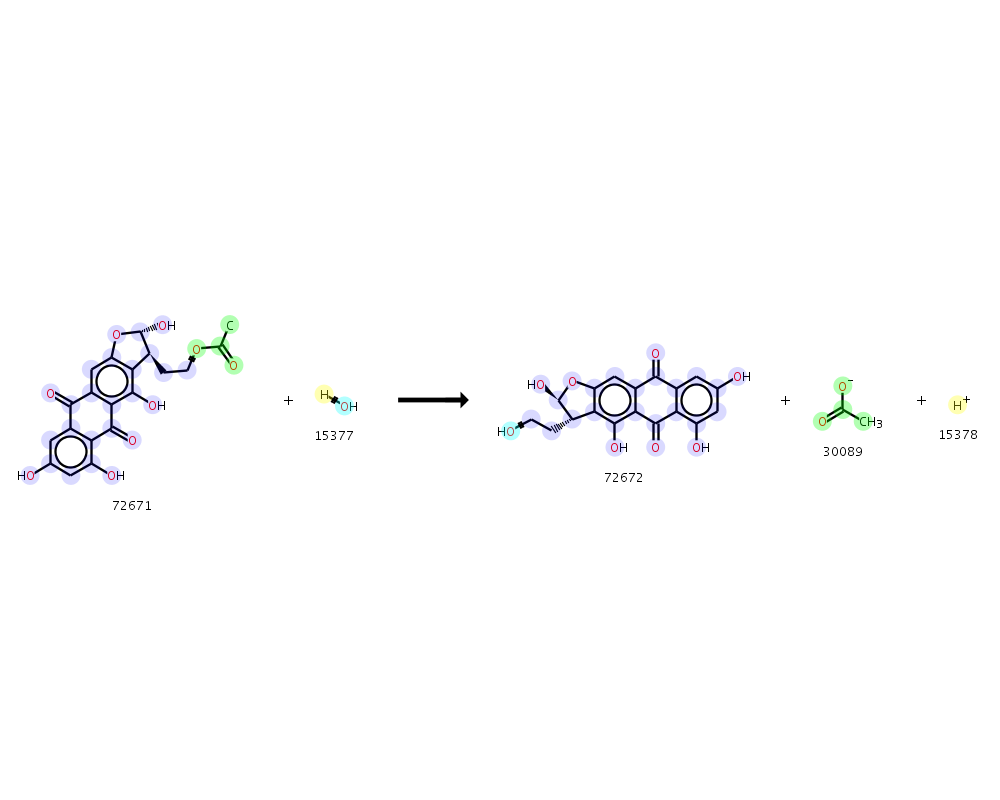 O OH C
O O
O
O OH
O
HO OH
72671
+
H OH
15377
O
HO O OH
HO
OH O OH
72672
+
O⁻
O CH₃
30089
+
H⁺
15378